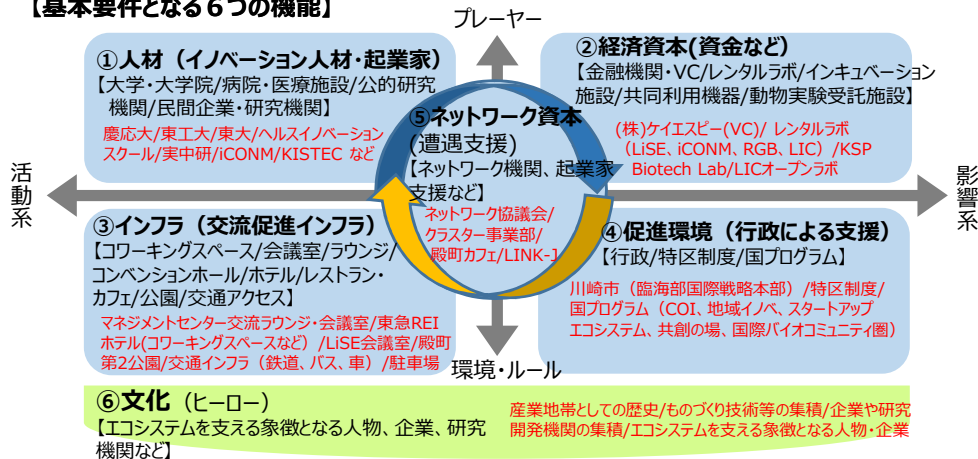 【基本要件となる６つの機能】
プレーヤー
①人材（イノベーション人材・起業家）
【大学・大学院/病院・医療施設/公的研究
機関/民間企業・研究機関】
慶応大/東工大/東大/ヘルスイノベーション
スクール/実中研/iCONM/KISTEC など
②経済資本(資金など）
【金融機関・VC/レンタルラボ/インキュベーション
施設/共同利用機器/動物実験受託施設】
(株)ケイエスピー(VC)/ レンタルラボ
（LiSE、iCONM、RGB、LIC）/KSP
Biotech Lab/LICオープンラボ
⑤ネットワーク資本
(遭遇支援）
【ネットワーク機関、起業家
支援など】
ネットワーク協議会/
クラスター事業部/
殿町カフェ/LINK-J
活動系
影響系
③インフラ（交流促進インフラ）
【コワーキングスペース/会議室/ラウンジ/
コンベンションホール/ホテル/レストラン・
カフェ/公園/交通アクセス】
マネジメントセンター交流ラウンジ・会議室/東急REI
ホテル(コワーキングスペースなど）/LiSE会議室/殿町
第2公園/交通インフラ（鉄道、バス、車）/駐車場
④促進環境（行政による支援）
【行政/特区制度/国プログラム】
川崎市（臨海部国際戦略本部）/特区制度/
国プログラム（COI、地域イノベ、スタートアップ
エコシステム、共創の場、国際バイオコミュニティ圏）
環境・ルール
⑥文化（ヒーロー）
【エコシステムを支える象徴となる人物、企業、研究
機関など】
産業地帯としての歴史/ものづくり技術等の集積/企業や研究
開発機関の集積/エコシステムを支える象徴となる人物・企業